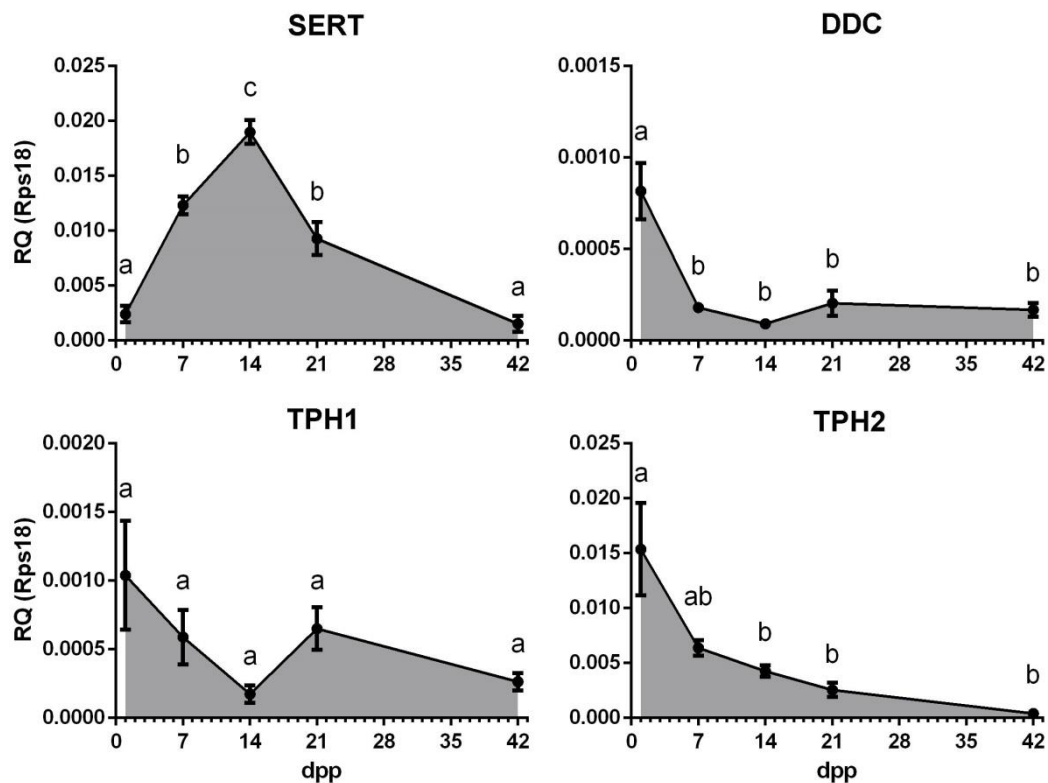 SERT
0.025
0.020
0.015
0.010
0.005
0.000
RQ (Rps18)
a
b
c
b
a
0 7 14 21 28 35 42
DDC
0.0015
0.0010
0.0005
0.0000
a
b
b
b
b
0 7 14 21 28 35 42
TPH1
0.0020
0.0015
0.0010
0.0005
0.0000
RQ (Rps18)
a
a
a
a
a
0 7 14 21 28 35 42
dpp
TPH2
0.025
0.020
0.015
0.010
0.005
0.000
a
ab
b
b
b
0 7 14 21 28 35 42
dpp